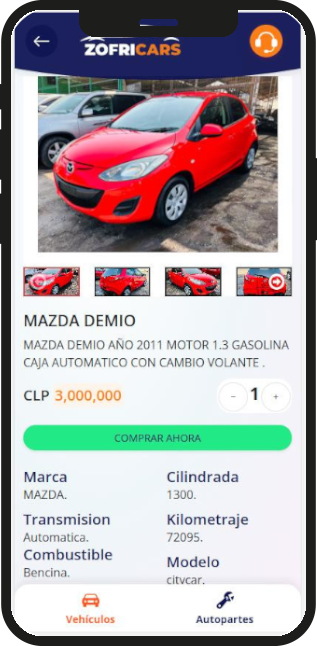 ZOFRICARS
MAZDA DEMIO
MAZDA DEMIO AÑO 2011 MOTOR 1.3 GASOLINA
CAJA AUTOMATICO CON CAMBIO VOLANTE .
CLP 3,000,000
- 1 +
COMPRAR AHORA
Marca
MAZDA.
Cilindrada
1300.
Transmision
Automatica.
Kilometraje
72095.
Combustible
Bencina.
Modelo
citycar.
Vehículos
Autopartes